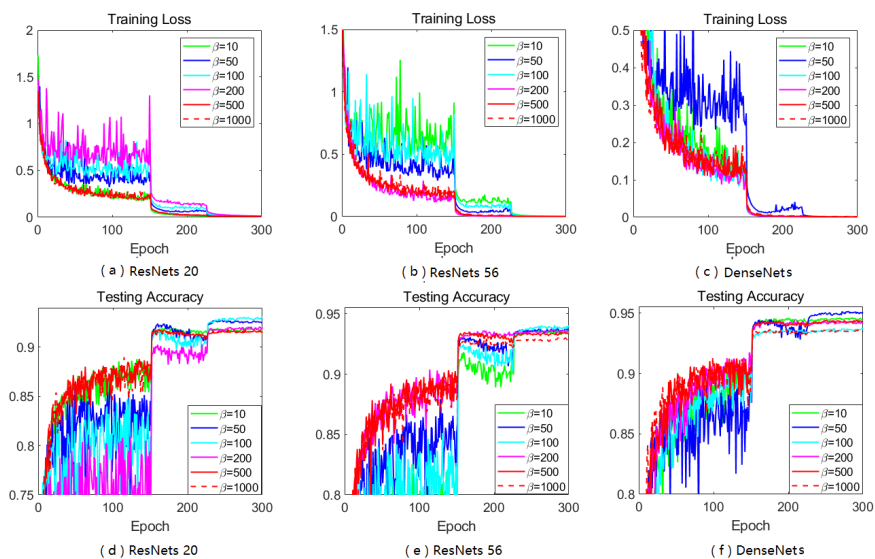 Training Loss
2
1.5
1
0.5
0
0 100 200 300
β=10
β=50
β=100
β=200
β=500
β=1000
Epoch
( a ) ResNets 20
Training Loss
1.5
1
0.5
0
0 100 200 300
β=10
β=50
β=100
β=200
β=500
β=1000
Epoch
( b ) ResNets 56
Training Loss
0.5
0.4
0.3
0.2
0.1
0
0 100 200 300
β=10
β=50
β=100
β=200
β=500
β=1000
Epoch
( c ) DenseNets
Testing Accuracy
0.9
0.85
0.8
0.75
0 100 200 300
β=10
β=50
β=100
β=200
β=500
β=1000
Epoch
( d ) ResNets 20
Testing Accuracy
0.95
0.9
0.85
0.8
0 100 200 300
β=10
β=50
β=100
β=200
β=500
β=1000
Epoch
( e ) ResNets 56
Testing Accuracy
0.95
0.9
0.85
0.8
0 100 200 300
β=10
β=50
β=100
β=200
β=500
β=1000
Epoch
( f ) DenseNets